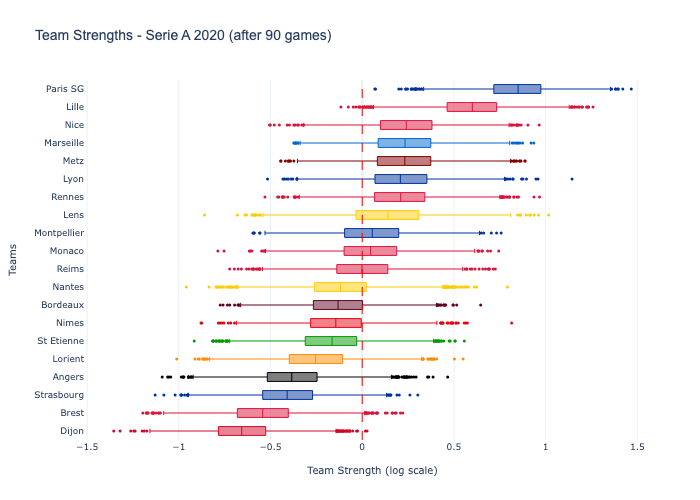 Team Strengths - Serie A 2020 (after 90 games)
Paris SG
Lille
Nice
Marseille
Metz
Lyon
Rennes
Lens
Montpellier
Monaco
Reims
Nantes
Bordeaux
Nimes
St Etienne
Lorient
Angers
Strasbourg
Brest
Dijon
Teams
−1.5 −1 −0.5 0 0.5 1 1.5
Team Strength (log scale)